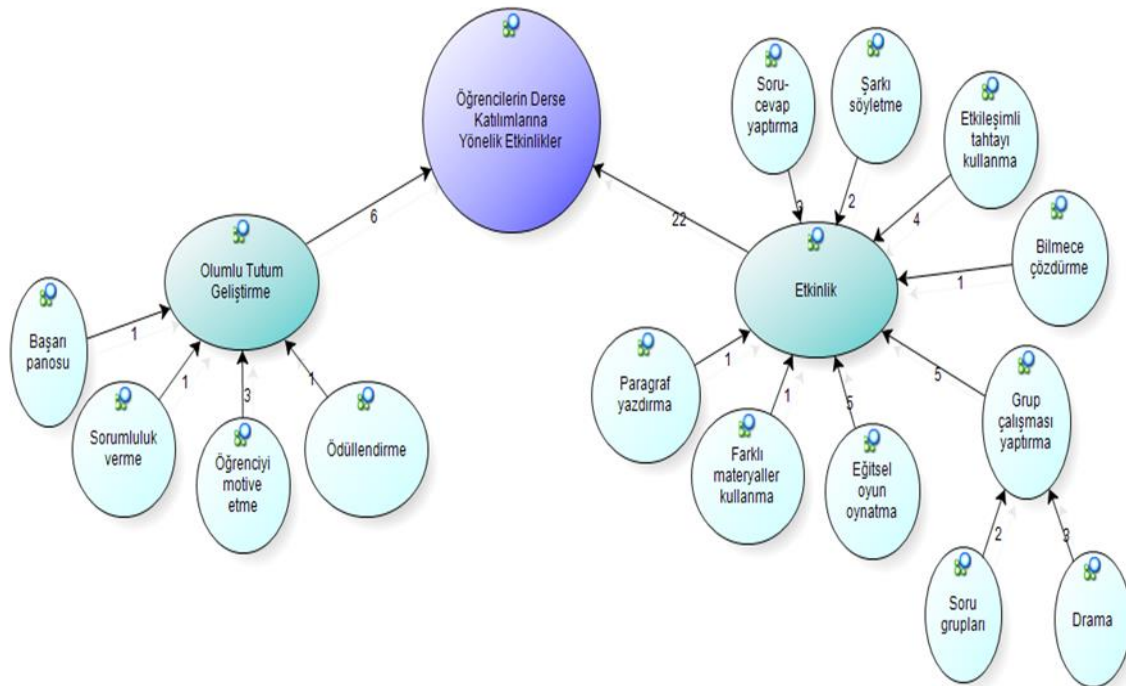 Öğrencilerin Derse
Katılımlarına
Yönelik Etkinlikler
6
22
Olumlu Tutum
Geliştirme
Başarı
panosu
1
Sorumluluk
verme
1
Öğrenciyi
motive
etme
3
Ödüllendirme
1
Etkinlik
Soru-
cevap
yaptırma
3
Şarkı
söyletme
2
Etkileşimli
tahtayı
kullanma
4
Bilmece
çözdürme
1
Paragraf
yazdırma
1
Farklı
materyaller
kullanma
1
Eğitsel
oyun
oynatma
5
Grup
çalışması
yaptırma
5
Soru
grupları
2
Drama
3